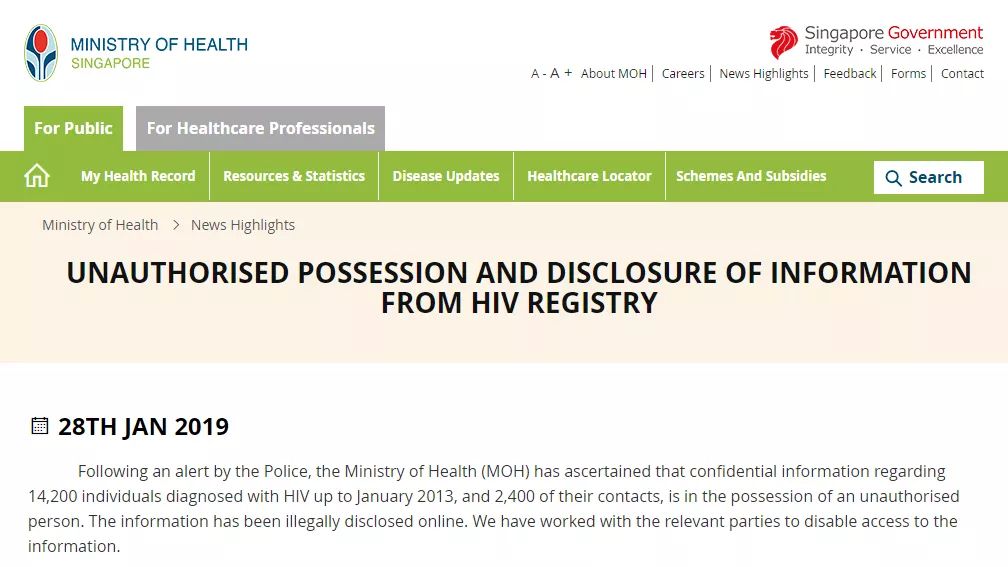 MINISTRY OF HEALTH
SINGAPORE
Singapore Government
Integrity · Service · Excellence
A - A + About MOH | Careers | News Highlights | Feedback | Forms | Contact
For Public
For Healthcare Professionals
My Health Record
Resources & Statistics
Disease Updates
Healthcare Locator
Schemes And Subsidies
Search
Ministry of Health > News Highlights
UNAUTHORISED POSSESSION AND DISCLOSURE OF INFORMATION
FROM HIV REGISTRY
28TH JAN 2019
Following an alert by the Police, the Ministry of Health (MOH) has ascertained that confidential information regarding
14,200 individuals diagnosed with HIV up to January 2013, and 2,400 of their contacts, is in the possession of an unauthorised
person. The information has been illegally disclosed online. We have worked with the relevant parties to disable access to the
information.